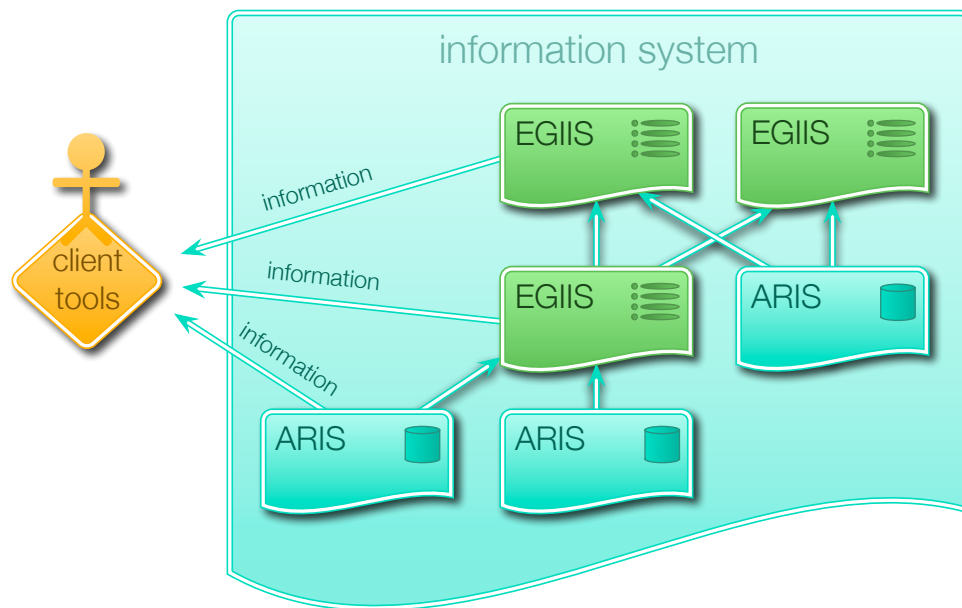 information system
EGIIS
EGIIS
information
client
tools
information
EGIIS
ARIS
information
ARIS
ARIS